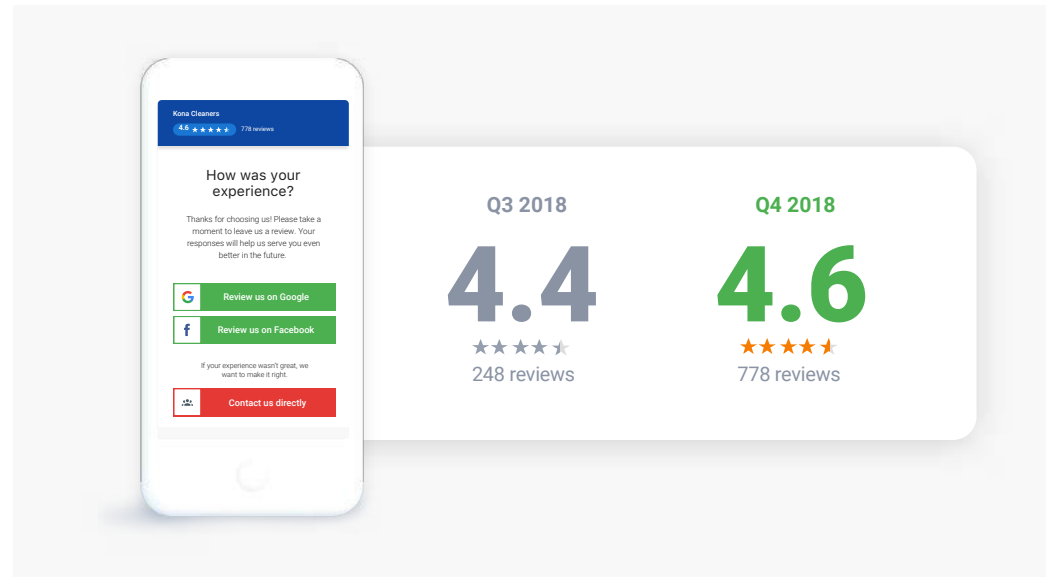 Kona Cleaners
4.6
778 reviews
How was your
experience?
Thanks for choosing us! Please take a
moment to leave us a review. Your
responses will help us serve you even
better in the future.
Review us on Google
f Review us on Facebook
If your experience wasn't great, we
want to make it right.
Contact us directly
Q3 2018
4.4
248 reviews
Q4 2018
4.6
778 reviews